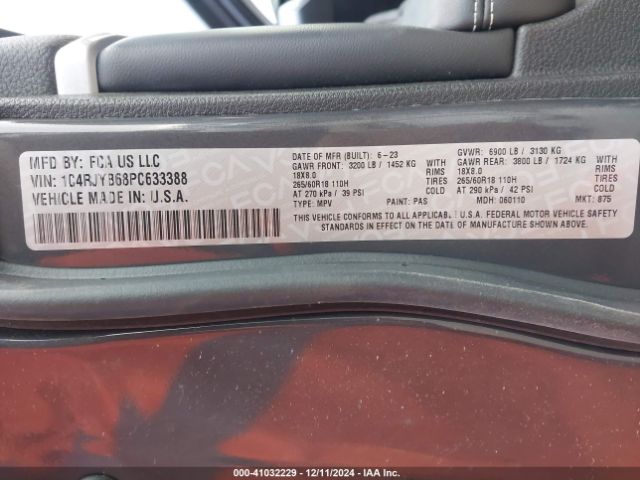 MFD BY: FCA US LLC
VIN: 1C4RJYB68PC633388
VEHICLE MADE IN: U.S.A.
DATE OF MFR (BUILT): 6-23
GAWR FRONT: 3200 LB / 1452 KG WITH
18X8.0 RIMS
265/60R18 110H TIRES
AT 270 kPa / 39 PSI COLD
TYPE: MPV PAINT: PAS
GVWR: 6900 LB / 3130 KG
GAWR REAR: 3800 LB / 1724 KG WITH
18X8.0 RIMS
265/60R18 110H TIRES
AT 290 kPa / 42 PSI COLD
MDH: 060110 MKT: 875
THIS VEHICLE CONFORMS TO ALL APPLICABLE U.S.A. FEDERAL MOTOR VEHICLE SAFETY
STANDARDS IN EFFECT ON THE DATE OF MANUFACTURE SHOWN ABOVE.
000-41032229 - 12/11/2024 - IAAI.com